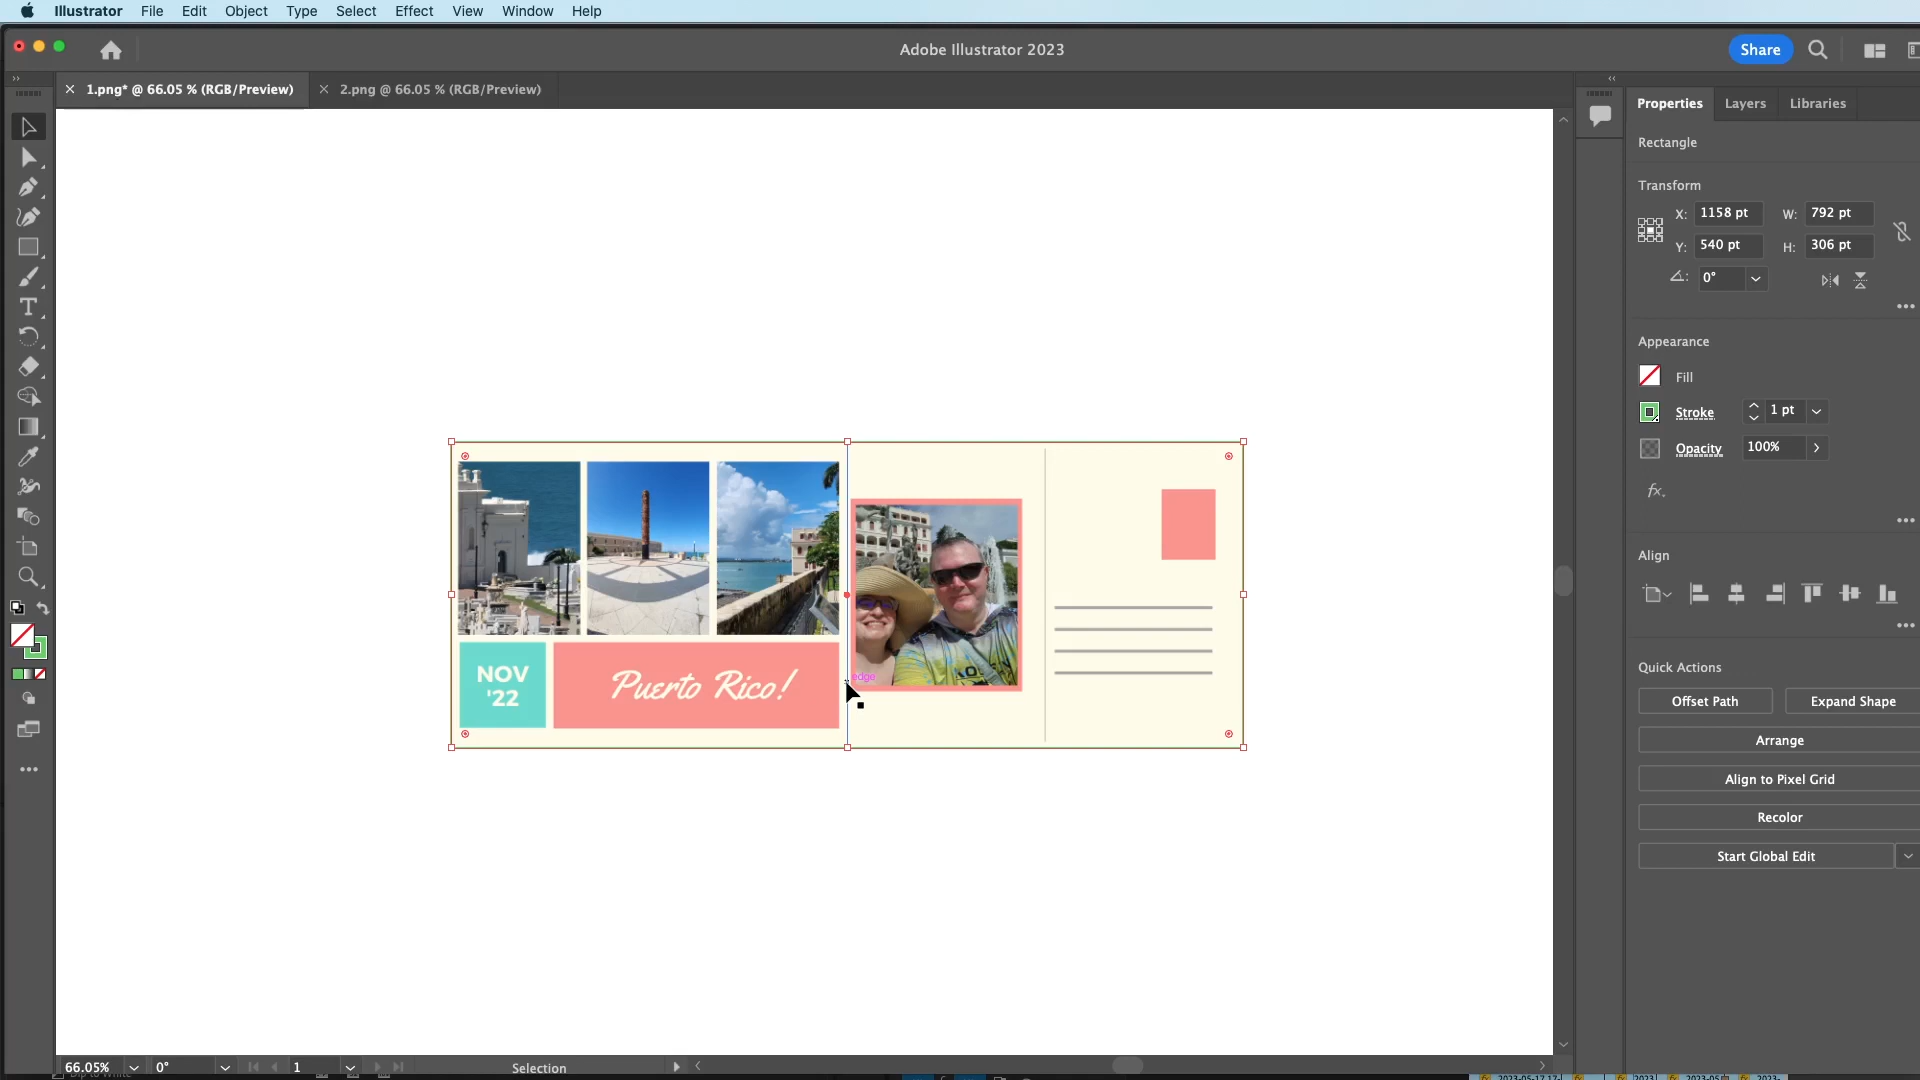 Illustrator File Edit Object Type Select Effect View Window Help
Adobe Illustrator 2023
Share
1.png* @ 66.05 % (RGB/Preview)
2.png @ 66.05 % (RGB/Preview)
Properties Layers Libraries
Rectangle
Transform
X: 1158 pt W: 792 pt
Y: 540 pt H: 306 pt
0°
Appearance
Fill
Stroke 1 pt
Opacity 100%
fx.
Align
Quick Actions
Offset Path Expand Shape
Arrange
Align to Pixel Grid
Recolor
Start Global Edit
NOV
'22
Puerto Rico!
edge
66.05% 0° 1 Selection